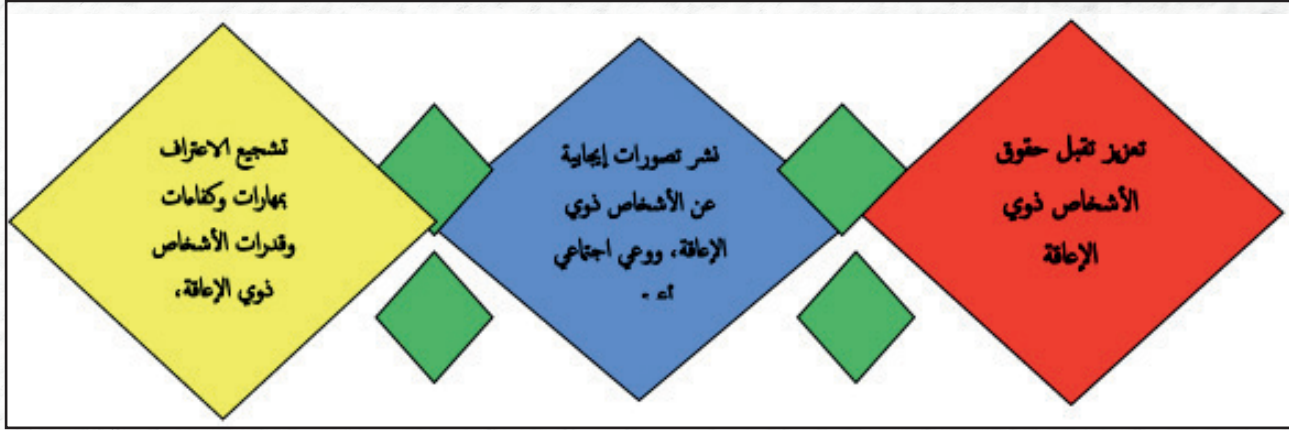 تعزيز تقبل حقوق
الأشخاص ذوي
الإعاقة
نشر تصورات إيجابية
عن الأشخاص ذوي
الإعاقة، ووعي اجتماعي
تشجيع الاعتراف
بمهارات وكفاءات
وقدرات الأشخاص
ذوي الإعاقة،